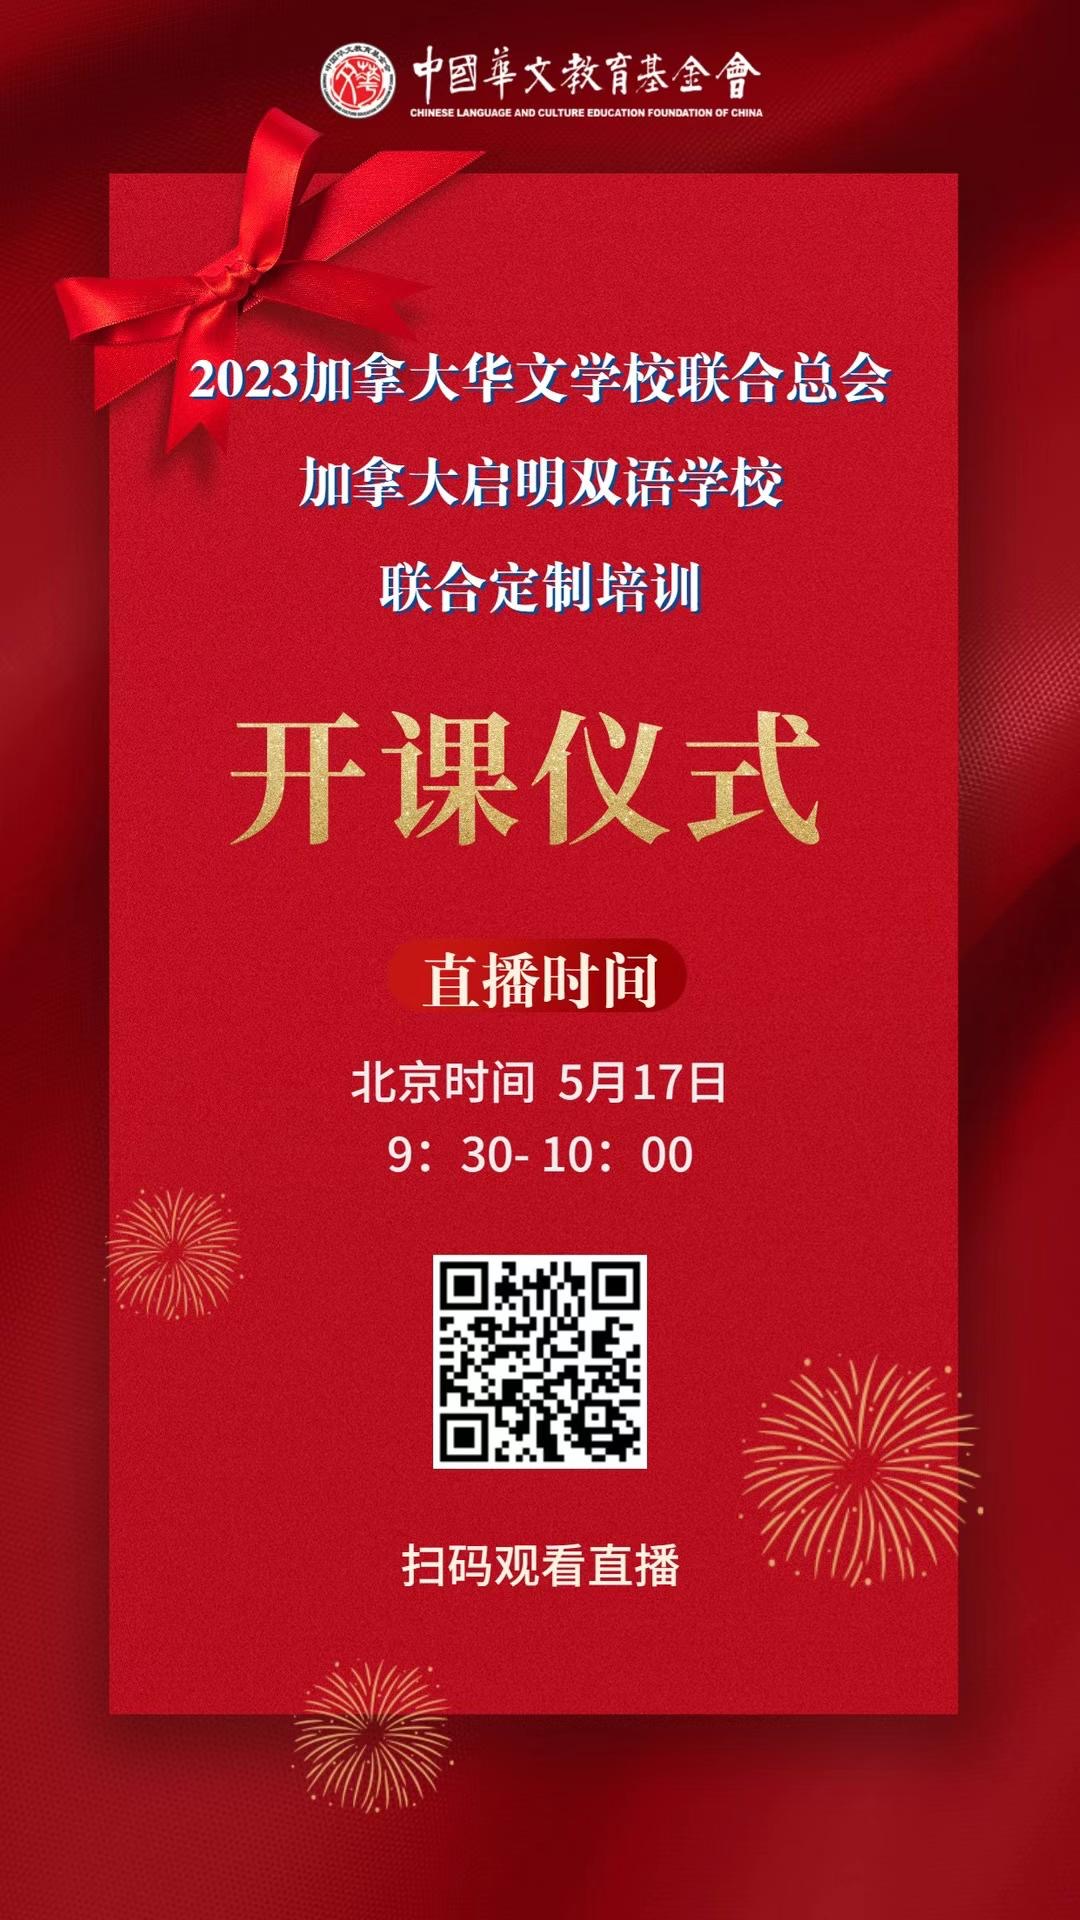 中國華文教育基金會
CHINESE LANGUAGE AND CULTURE EDUCATION FOUNDATION OF CHINA
2023加拿大华文学校联合总会
加拿大启明双语学校
联合定制培训
开课仪式
直播时间
北京时间 5月17日
9：30- 10：00
扫码观看直播